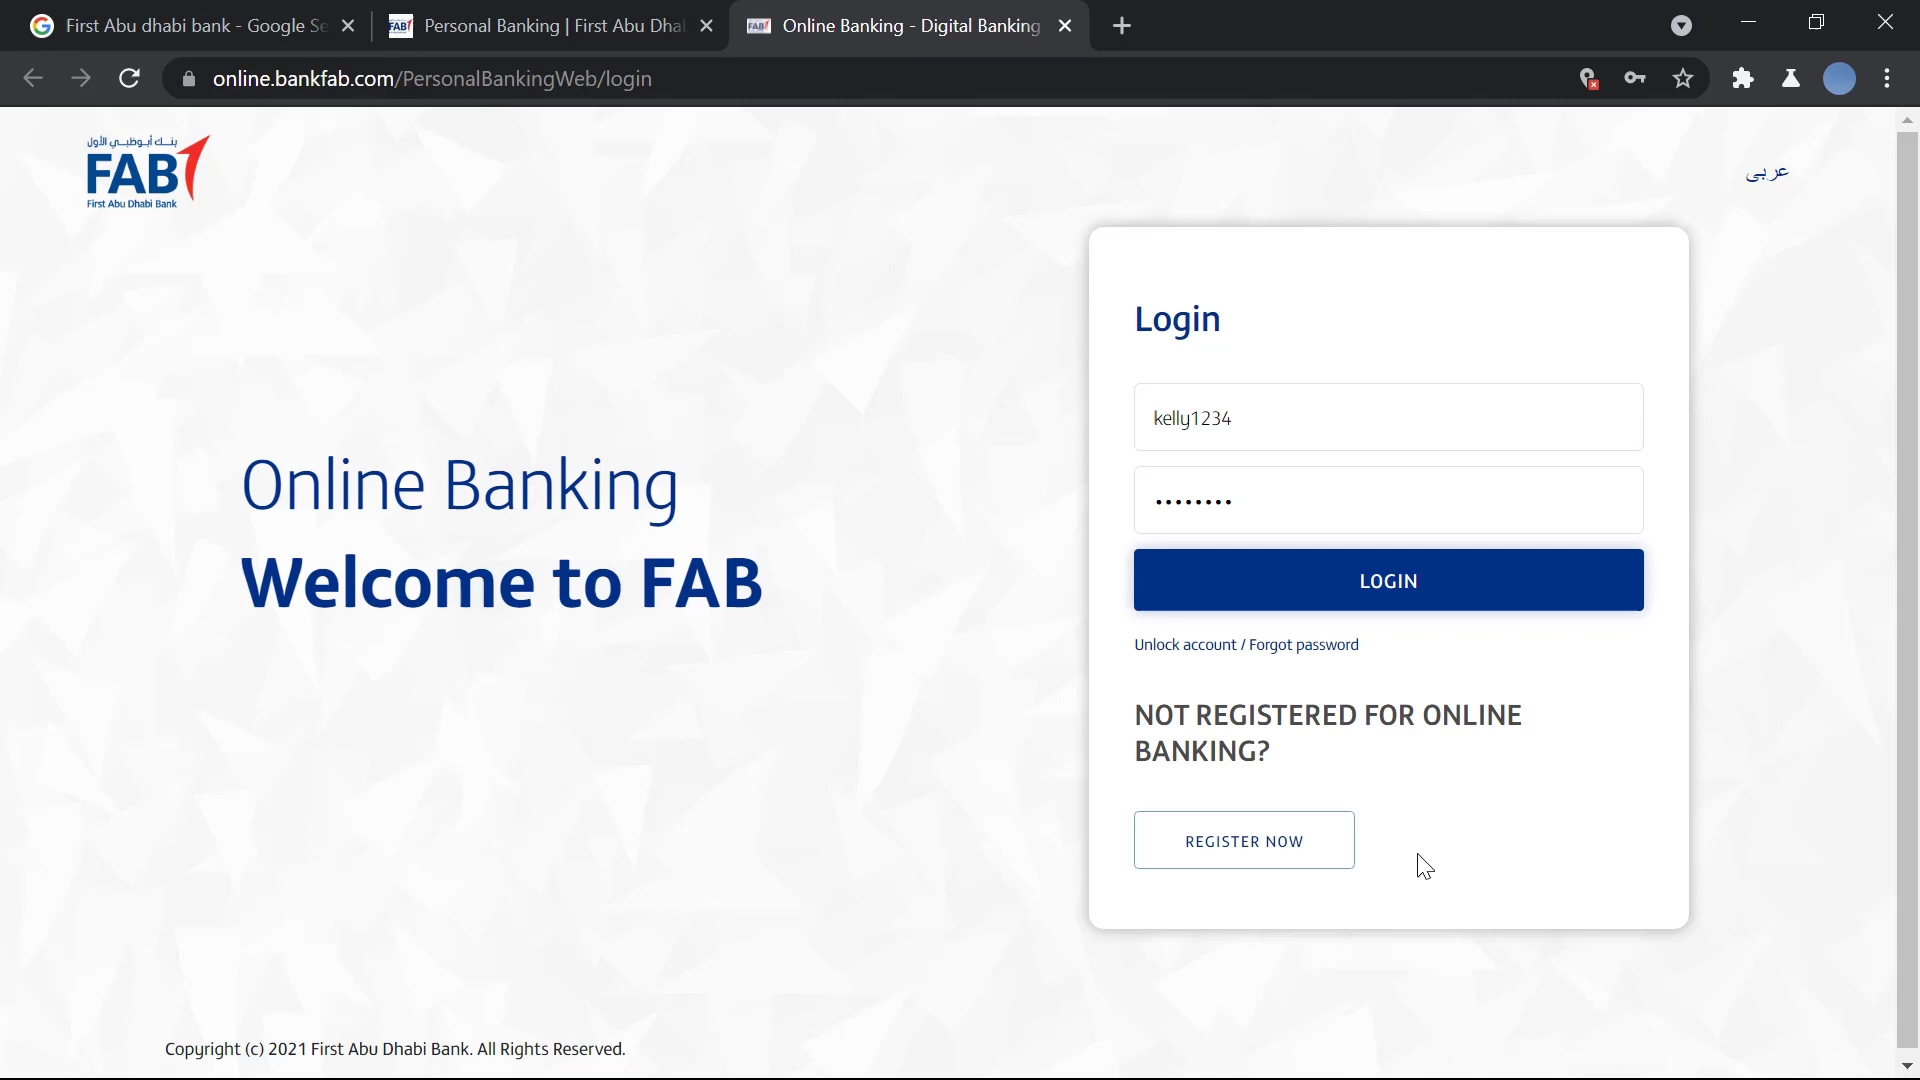 First Abu dhabi bank - Google Se
Personal Banking | First Abu Dha
Online Banking - Digital Banking
online.bankfab.com/PersonalBankingWeb/login
بنك أبوظبي الأول
FAB
First Abu Dhabi Bank
عربى
Login
kelly1234
••••••••
LOGIN
Unlock account / Forgot password
NOT REGISTERED FOR ONLINE
BANKING?
REGISTER NOW
Online Banking
Welcome to FAB
Copyright (c) 2021 First Abu Dhabi Bank. All Rights Reserved.